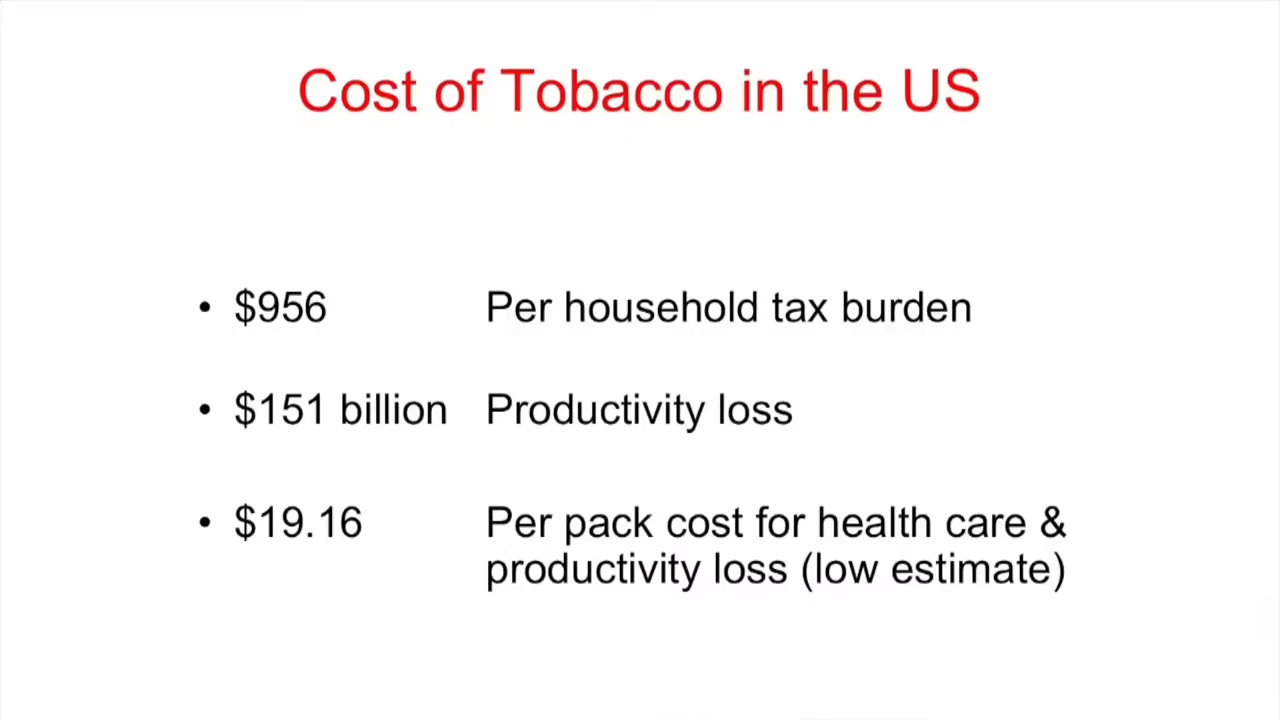 Cost of Tobacco in the US
• $956 Per household tax burden
• $151 billion Productivity loss
• $19.16 Per pack cost for health care &
productivity loss (low estimate)